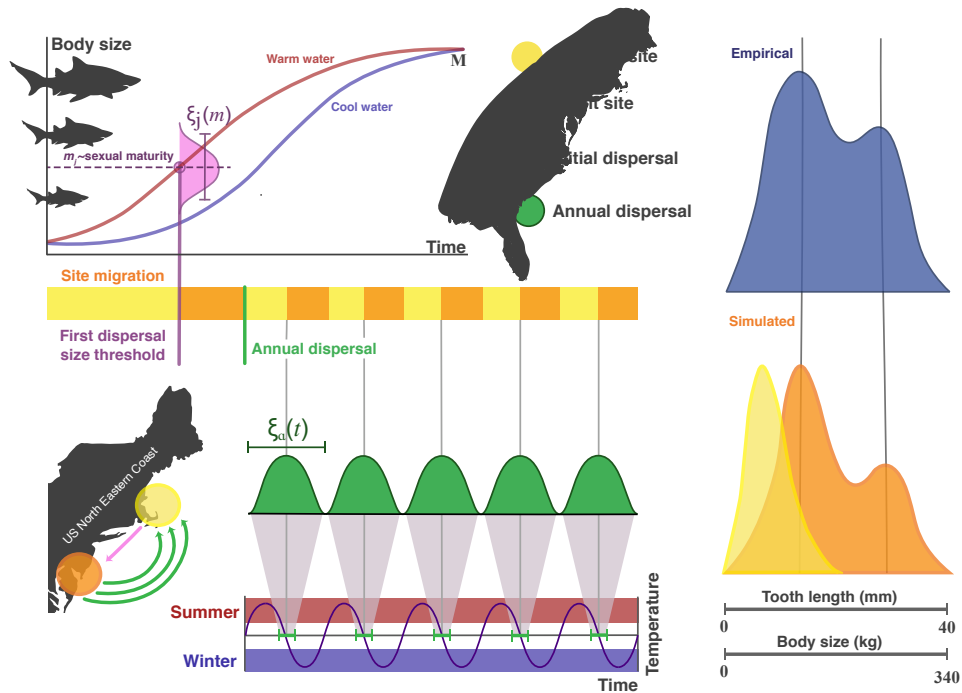 Body size
Warm water
M
Cool water
ξj(m)
mj~sexual maturity
Time
site
site
itial dispersal
Annual dispersal
Site migration
First dispersal
size threshold
Annual dispersal
US North Eastern Coast
ξa(t)
Summer
Winter
Temperature
Time
Empirical
Simulated
Tooth length (mm)
0 40
Body size (kg)
0 340